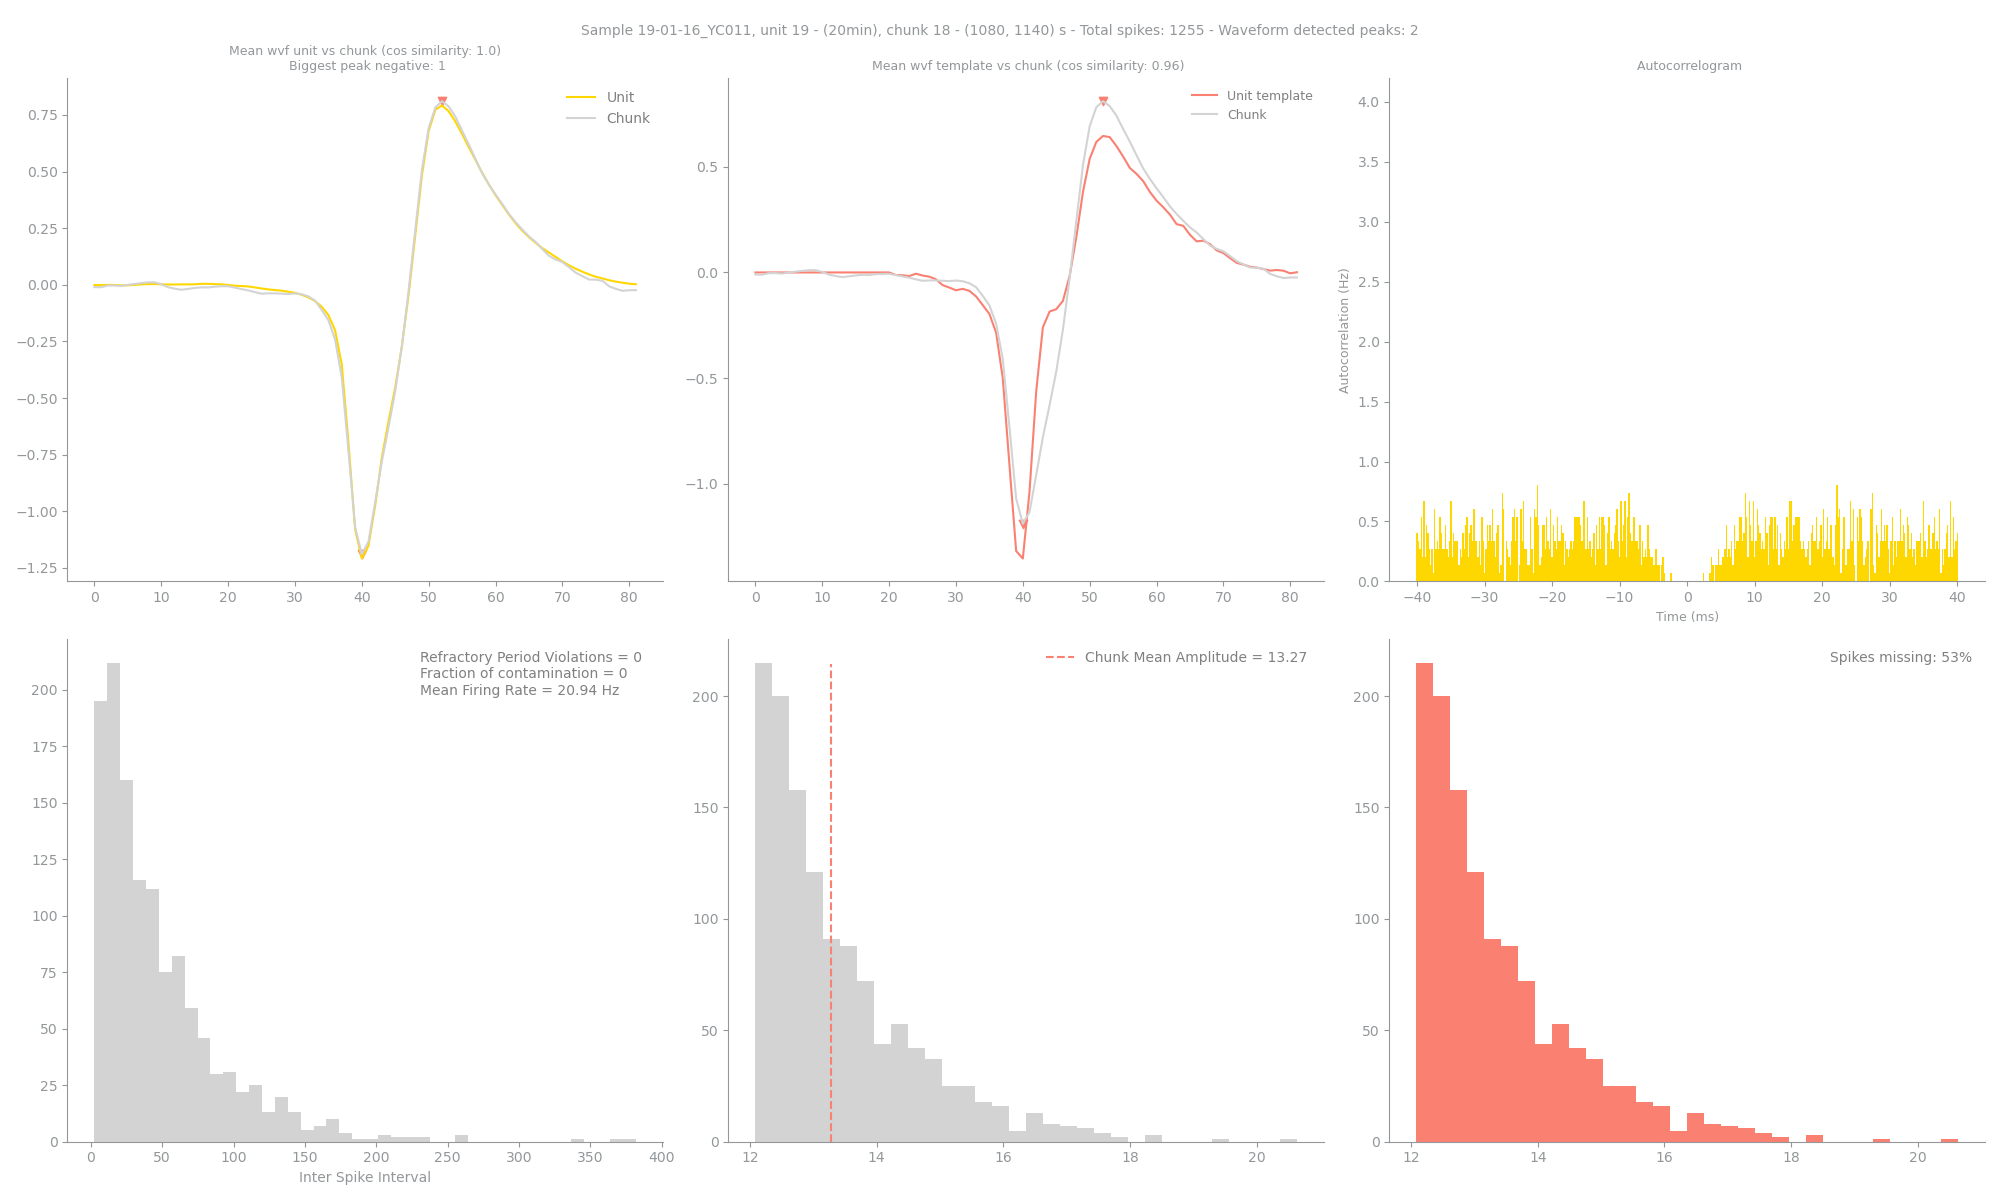 Sample 19-01-16_YC011, unit 19 - (20min), chunk 18 - (1080, 1140) s - Total spikes: 1255 - Waveform detected peaks: 2
Mean wvf unit vs chunk (cos similarity: 1.0)
Biggest peak negative: 1
Unit
Chunk
0.75
0.50
0.25
0.00
−0.25
−0.50
−0.75
−1.00
−1.25
0 10 20 30 40 50 60 70 80
Mean wvf template vs chunk (cos similarity: 0.96)
Unit template
Chunk
0.5
0.0
−0.5
−1.0
0 10 20 30 40 50 60 70 80
Autocorrelogram
Autocorrelation (Hz)
4.0
3.5
3.0
2.5
2.0
1.5
1.0
0.5
0.0
−40 −30 −20 −10 0 10 20 30 40
Time (ms)
Refractory Period Violations = 0
Fraction of contamination = 0
Mean Firing Rate = 20.94 Hz
200
175
150
125
100
75
50
25
0
0 50 100 150 200 250 300 350 400
Inter Spike Interval
Chunk Mean Amplitude = 13.27
200
150
100
50
0
12 14 16 18 20
Spikes missing: 53%
200
150
100
50
0
12 14 16 18 20